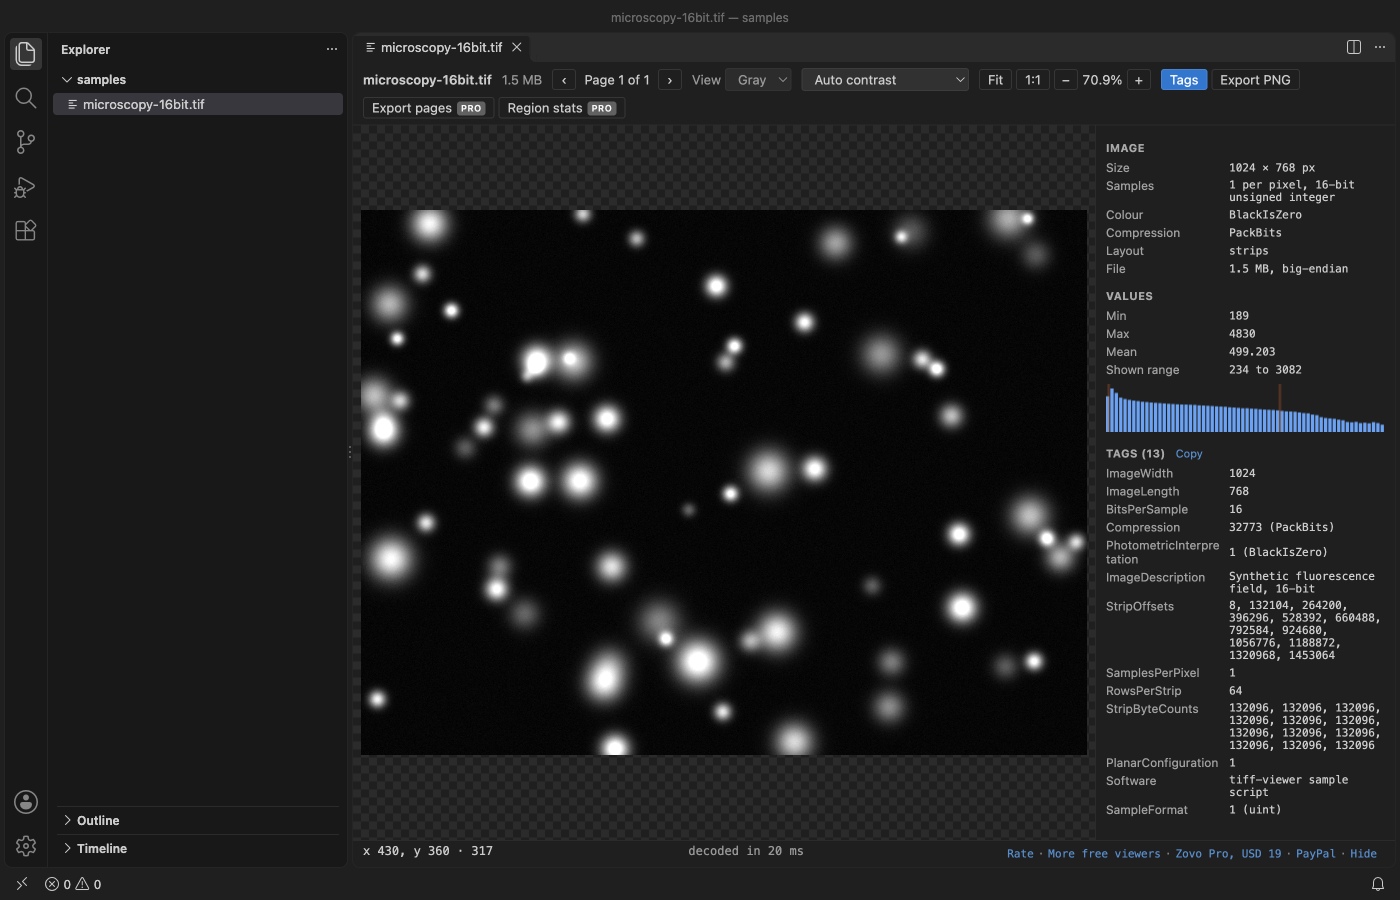 microscopy-16bit.tif — samples
Explorer
samples
microscopy-16bit.tif
Outline
Timeline
microscopy-16bit.tif
microscopy-16bit.tif 1.5 MB ‹ Page 1 of 1 › View Gray Auto contrast Fit 1:1 − 70.9% + Tags Export PNG
Export pages PRO Region stats PRO
IMAGE
Size 1024 × 768 px
Samples 1 per pixel, 16-bit
unsigned integer
Colour BlackIsZero
Compression PackBits
Layout strips
File 1.5 MB, big-endian
VALUES
Min 189
Max 4830
Mean 499.203
Shown range 234 to 3082
TAGS (13) Copy
ImageWidth 1024
ImageLength 768
BitsPerSample 16
Compression 32773 (PackBits)
PhotometricInterpre
tation 1 (BlackIsZero)
ImageDescription Synthetic fluorescence
field, 16-bit
StripOffsets 8, 132104, 264200,
396296, 528392, 660488,
792584, 924680,
1056776, 1188872,
1320968, 1453064
SamplesPerPixel 1
RowsPerStrip 64
StripByteCounts 132096, 132096, 132096,
132096, 132096, 132096,
132096, 132096, 132096,
132096, 132096, 132096
PlanarConfiguration 1
Software tiff-viewer sample
script
SampleFormat 1 (uint)
x 430, y 360 · 317
decoded in 20 ms
Rate · More free viewers · Zovo Pro, USD 19 · PayPal · Hide
0 0